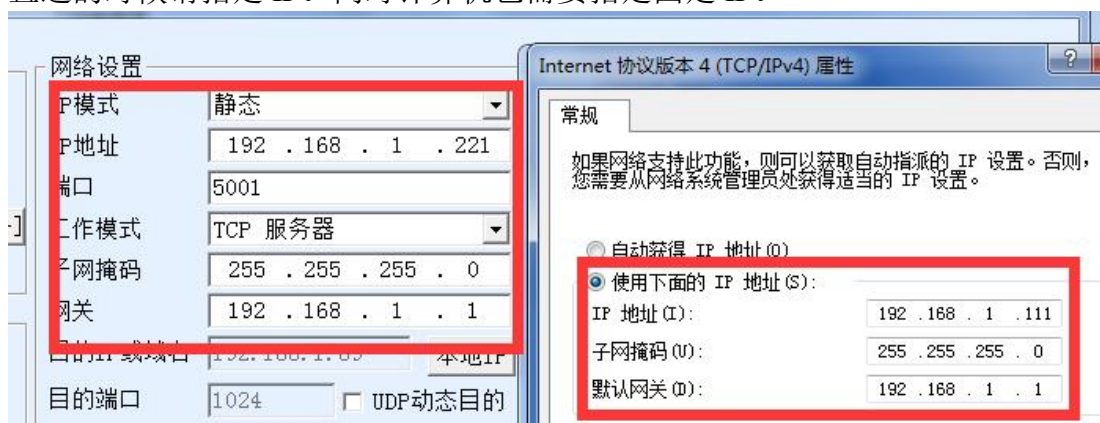 网络设置
P模式 静态
P地址 192 . 168 . 1 . 221
端口 5001
工作模式 TCP 服务器
子网掩码 255 . 255 . 255 . 0
网关 192 . 168 . 1 . 1
本地IP
目的端口 1024 UDP动态目的
Internet 协议版本 4 (TCP/IPv4) 属性
?
常规
如果网络支持此功能，则可以获取自动指派的 IP 设置。否则，
您需要从网络系统管理员处获得适当的 IP 设置。
自动获得 IP 地址(O)
使用下面的 IP 地址(S):
IP 地址(I): 192 .168 . 1 .111
子网掩码(U): 255 .255 .255 . 0
默认网关(D): 192 .168 . 1 . 1